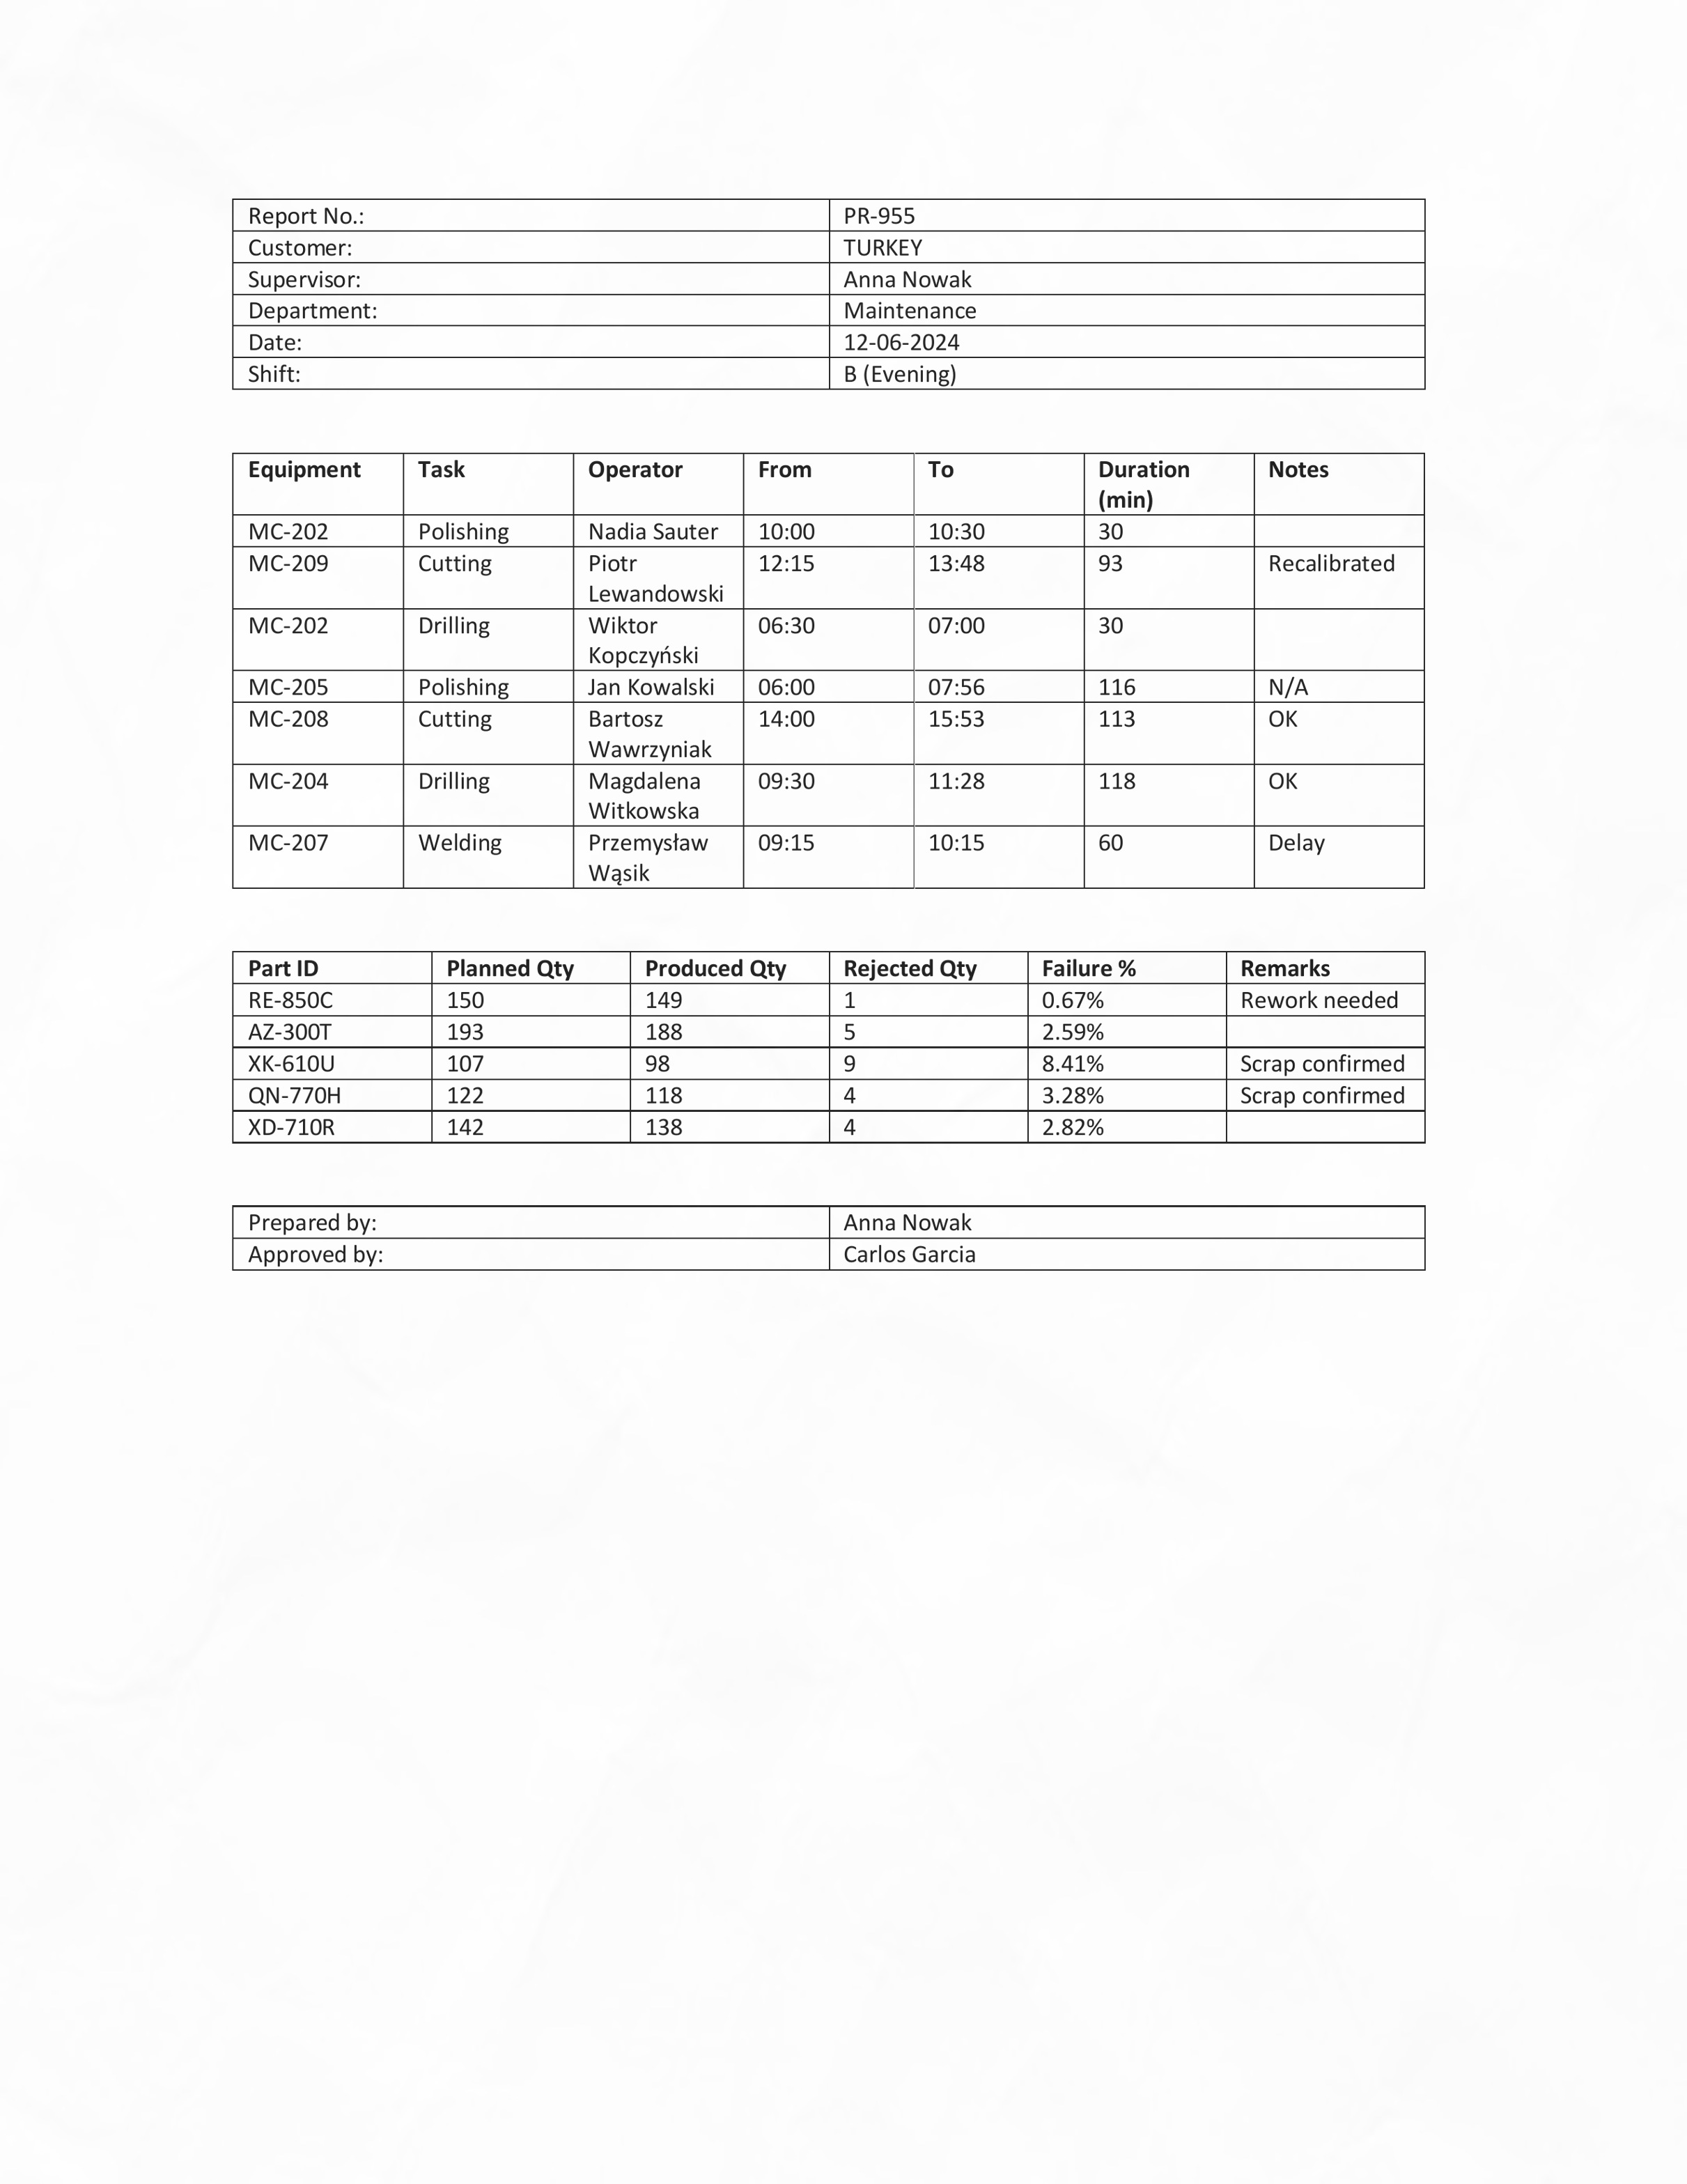 Report No.: PR-955
Customer: TURKEY
Supervisor: Anna Nowak
Department: Maintenance
Date: 12-06-2024
Shift: B (Evening)
Equipment Task Operator From To Duration (min) Notes
MC-202 Polishing Nadia Sauter 10:00 10:30 30
MC-209 Cutting Piotr Lewandowski 12:15 13:48 93 Recalibrated
MC-202 Drilling Wiktor Kopczyński 06:30 07:00 30
MC-205 Polishing Jan Kowalski 06:00 07:56 116 N/A
MC-208 Cutting Bartosz Wawrzyniak 14:00 15:53 113 OK
MC-204 Drilling Magdalena Witkowska 09:30 11:28 118 OK
MC-207 Welding Przemysław Wąsik 09:15 10:15 60 Delay
Part ID Planned Qty Produced Qty Rejected Qty Failure % Remarks
RE-850C 150 149 1 0.67% Rework needed
AZ-300T 193 188 5 2.59%
XK-610U 107 98 9 8.41% Scrap confirmed
QN-770H 122 118 4 3.28% Scrap confirmed
XD-710R 142 138 4 2.82%
Prepared by: Anna Nowak
Approved by: Carlos Garcia